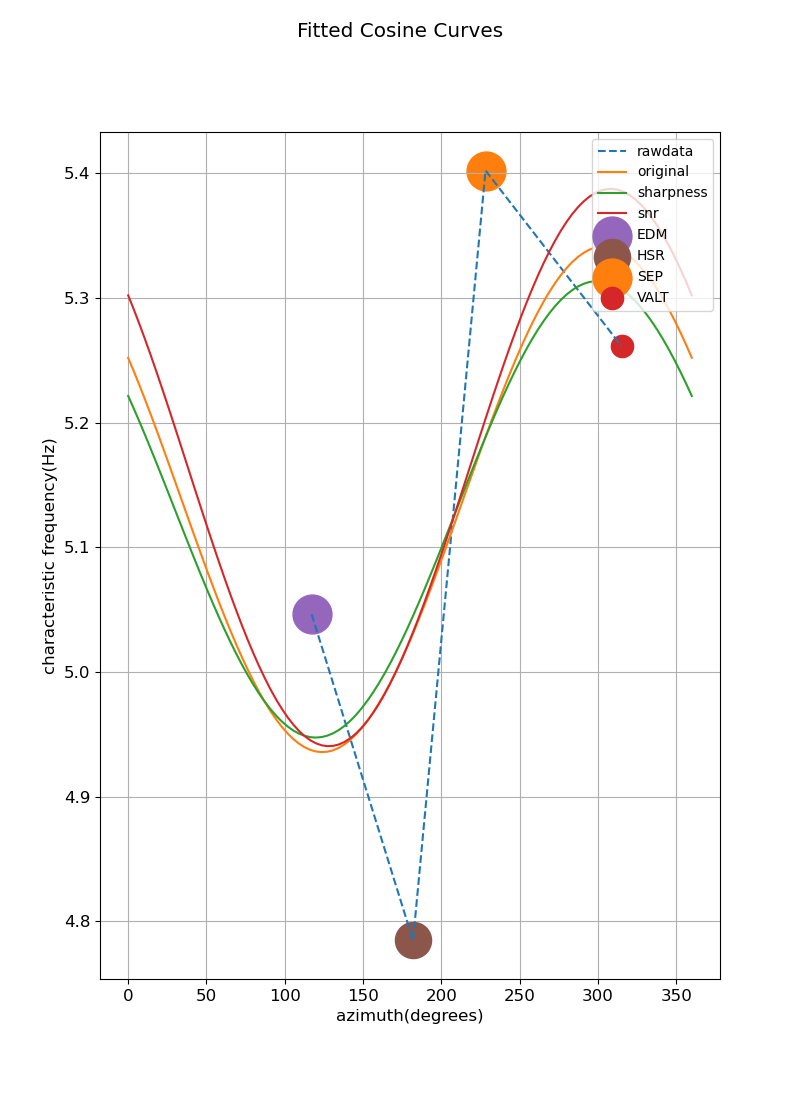 Fitted Cosine Curves
rawdata
original
sharpness
snr
EDM
HSR
SEP
VALT
characteristic frequency(Hz)
5.4
5.3
5.2
5.1
5.0
4.9
4.8
0 50 100 150 200 250 300 350
azimuth(degrees)